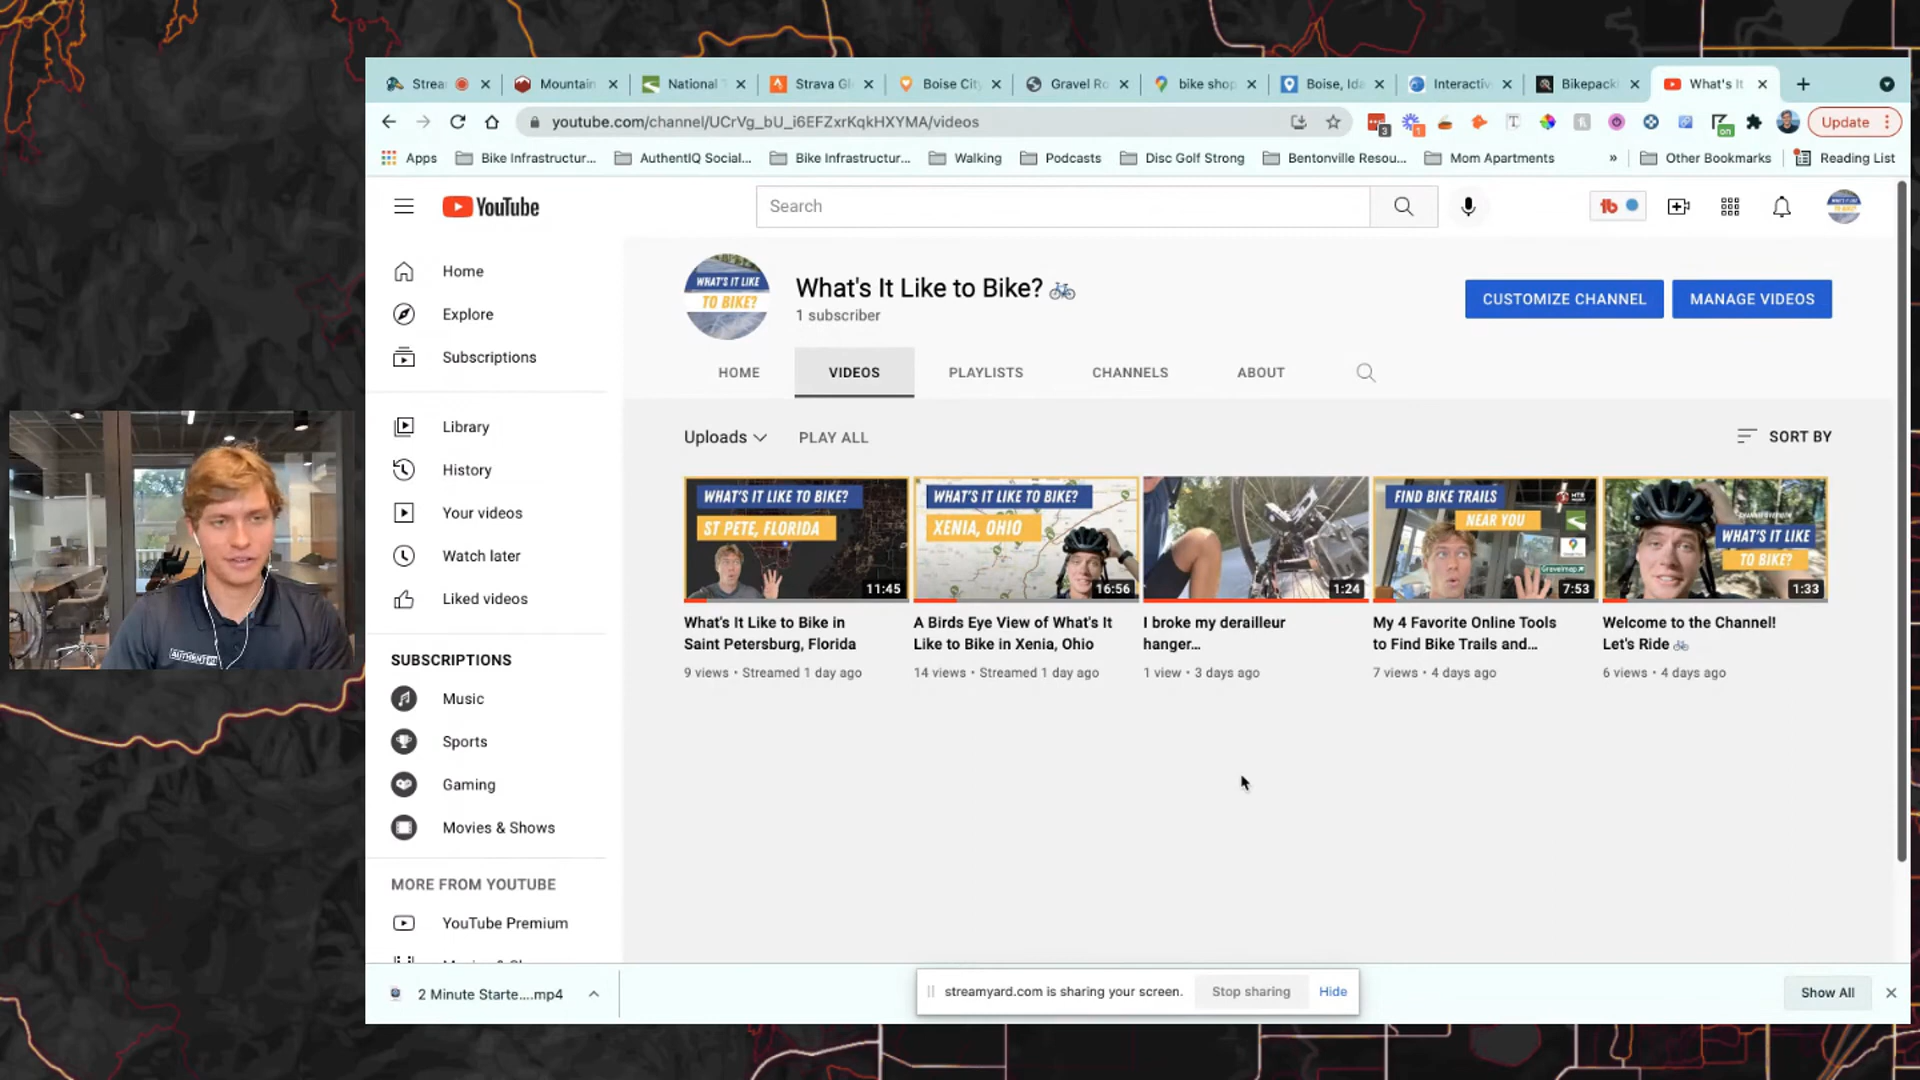 Strea
Mountain
National T
Strava Gl
Boise City
Gravel Ro
bike shop
Boise, Ida
Interactiv
Bikepack
What's It
youtube.com/channel/UCrVg_bU_i6EFZxrKqkHXYMA/videos
3
1
on
Update
Apps
Bike Infrastructur...
AuthentIQ Social...
Bike Infrastructur...
Walking
Podcasts
Disc Golf Strong
Bentonville Resou...
Mom Apartments
»
Other Bookmarks
Reading List
YouTube
Search
Home
Explore
Subscriptions
Library
History
Your videos
Watch later
Liked videos
SUBSCRIPTIONS
Music
Sports
Gaming
Movies & Shows
MORE FROM YOUTUBE
YouTube Premium
WHAT'S IT LIKE
TO BIKE?
What's It Like to Bike? 🚲
1 subscriber
CUSTOMIZE CHANNEL
MANAGE VIDEOS
HOME
VIDEOS
PLAYLISTS
CHANNELS
ABOUT
Uploads
PLAY ALL
SORT BY
WHAT'S IT LIKE TO BIKE?
ST PETE, FLORIDA
11:45
What's It Like to Bike in
Saint Petersburg, Florida
9 views • Streamed 1 day ago
WHAT'S IT LIKE TO BIKE?
XENIA, OHIO
16:56
A Birds Eye View of What's It
Like to Bike in Xenia, Ohio
14 views • Streamed 1 day ago
1:24
I broke my derailleur
hanger...
1 view • 3 days ago
FIND BIKE TRAILS
NEAR YOU
Gravelmap
7:53
My 4 Favorite Online Tools
to Find Bike Trails and...
7 views • 4 days ago
CHANNEL OVERVIEW
WHAT'S IT LIKE
TO BIKE?
1:33
Welcome to the Channel!
Let's Ride 🚲
6 views • 4 days ago
2 Minute Starte....mp4
streamyard.com is sharing your screen.
Stop sharing
Hide
Show All